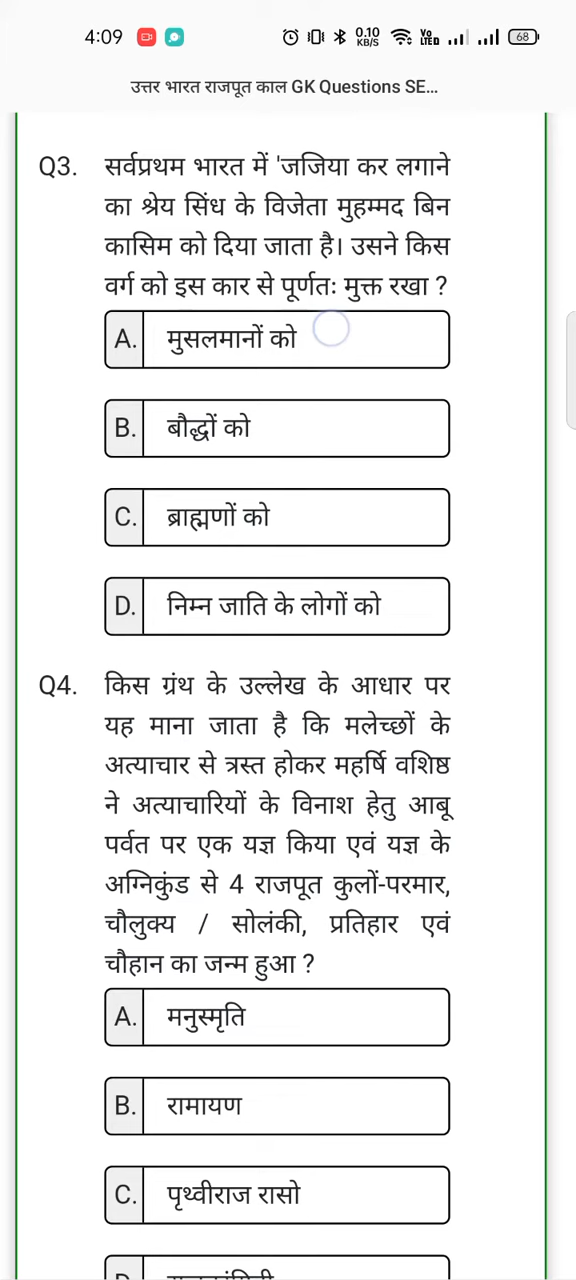 4:09
0.10
KB/S
Vo
LTED
68
उत्तर भारत राजपूत काल GK Questions SE...
Q3. सर्वप्रथम भारत में 'जजिया कर लगाने
का श्रेय सिंध के विजेता मुहम्मद बिन
कासिम को दिया जाता है। उसने किस
वर्ग को इस कार से पूर्णतः मुक्त रखा ?
A. मुसलमानों को
B. बौद्धों को
C. ब्राह्मणों को
D. निम्न जाति के लोगों को
Q4. किस ग्रंथ के उल्लेख के आधार पर
यह माना जाता है कि मलेच्छों के
अत्याचार से त्रस्त होकर महर्षि वशिष्ठ
ने अत्याचारियों के विनाश हेतु आबू
पर्वत पर एक यज्ञ किया एवं यज्ञ के
अग्निकुंड से 4 राजपूत कुलों-परमार,
चौलुक्य / सोलंकी, प्रतिहार एवं
चौहान का जन्म हुआ ?
A. मनुस्मृति
B. रामायण
C. पृथ्वीराज रासो
D.